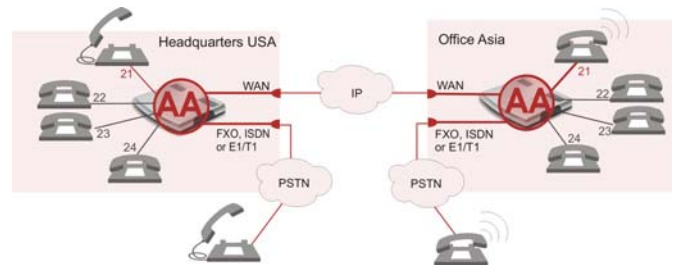 Headquarters USA
21
22
23
24
AA
WAN
FXO, ISDN
or E1/T1
PSTN
IP
Office Asia
21
22
23
24
AA
WAN
FXO, ISDN
or E1/T1
PSTN